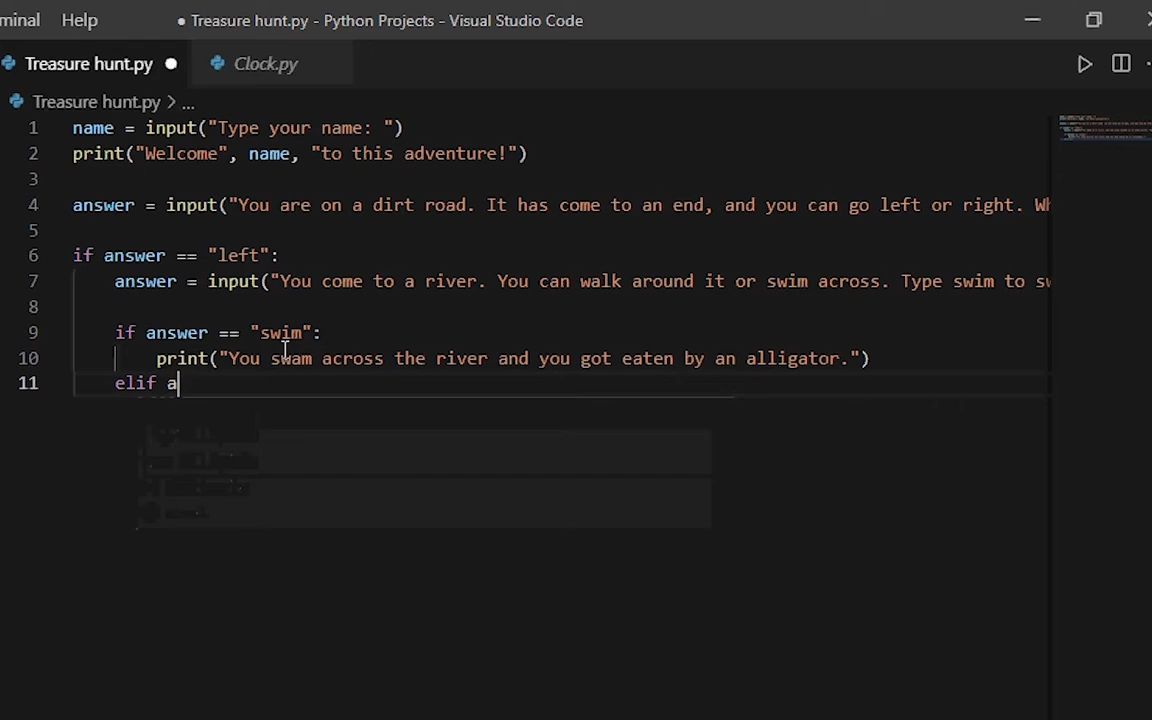 minal Help ● Treasure hunt.py - Python Projects - Visual Studio Code
Treasure hunt.py ● Clock.py
Treasure hunt.py > ...
1 name = input("Type your name: ")
2 print("Welcome", name, "to this adventure!")
3
4 answer = input("You are on a dirt road. It has come to an end, and you can go left or right. Wh
5
6 if answer == "left":
7 answer = input("You come to a river. You can walk around it or swim across. Type swim to sw
8
9 if answer == "swim":
10 print("You swam across the river and you got eaten by an alligator.")
11 elif a